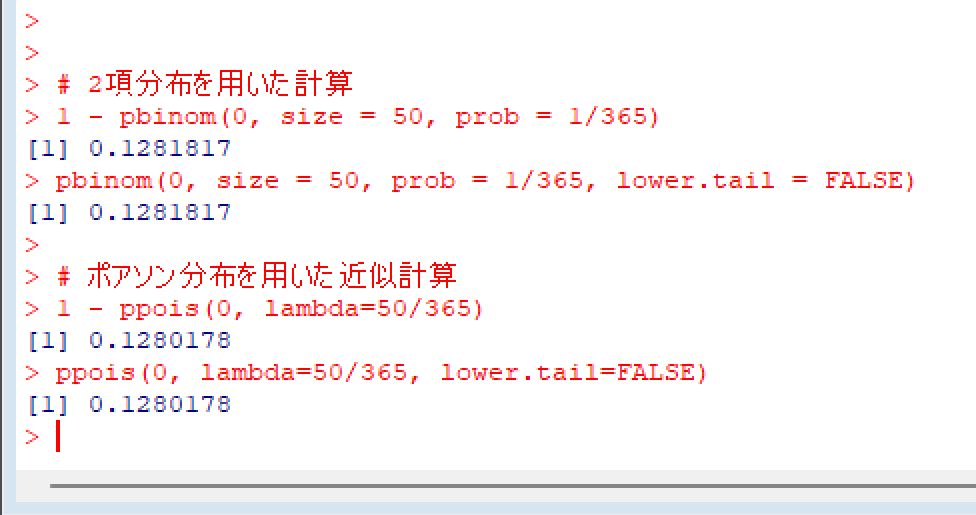 >
>
> # 2項分布を用いた計算
> 1 - pbinom(0, size = 50, prob = 1/365)
[1] 0.1281817
> pbinom(0, size = 50, prob = 1/365, lower.tail = FALSE)
[1] 0.1281817
>
> # ポアソン分布を用いた近似計算
> 1 - ppois(0, lambda=50/365)
[1] 0.1280178
> ppois(0, lambda=50/365, lower.tail=FALSE)
[1] 0.1280178
>